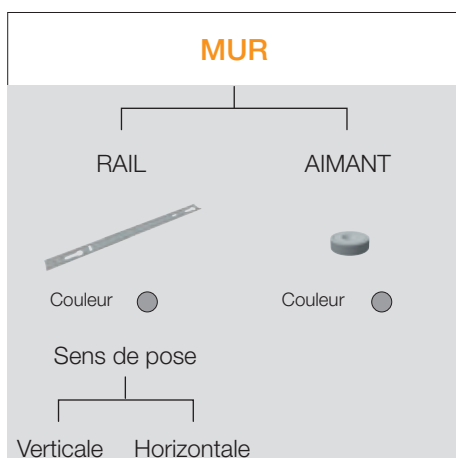 MUR
RAIL AIMANT
Couleur Couleur
Sens de pose
Verticale Horizontale